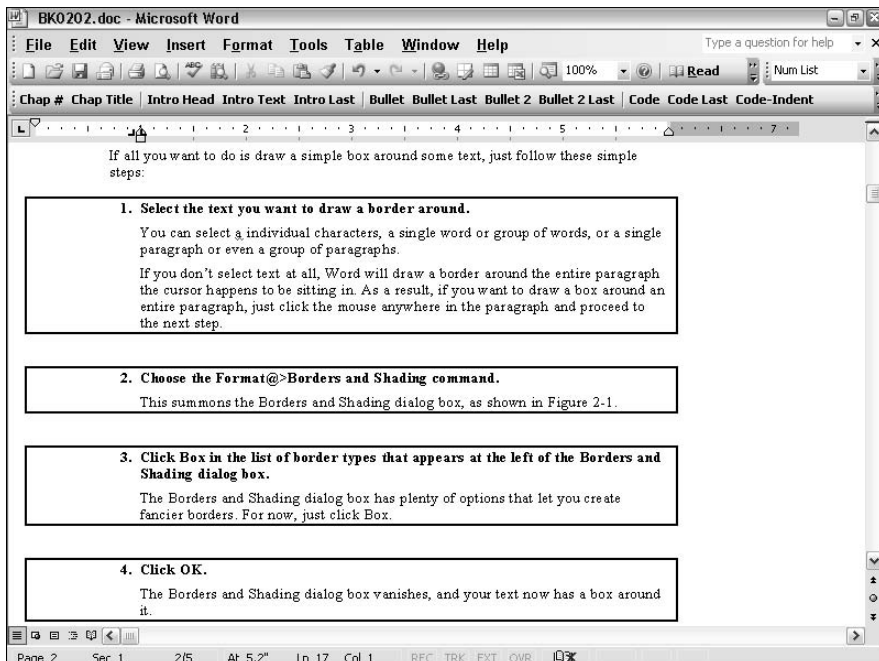 BK0202.doc - Microsoft Word
File Edit View Insert Format Tools Table Window Help Type a question for help
100% Read Num List
Chap # Chap Title Intro Head Intro Text Intro Last Bullet Bullet Last Bullet 2 Bullet 2 Last Code Code Last Code-Indent
1 2 3 4 5 7
If all you want to do is draw a simple box around some text, just follow these simple
steps:
1. Select the text you want to draw a border around.
You can select a individual characters, a single word or group of words, or a single
paragraph or even a group of paragraphs.
If you don't select text at all, Word will draw a border around the entire paragraph
the cursor happens to be sitting in. As a result, if you want to draw a box around an
entire paragraph, just click the mouse anywhere in the paragraph and proceed to
the next step.
2. Choose the Format@>Borders and Shading command.
This summons the Borders and Shading dialog box, as shown in Figure 2-1.
3. Click Box in the list of border types that appears at the left of the Borders and
Shading dialog box.
The Borders and Shading dialog box has plenty of options that let you create
fancier borders. For now, just click Box.
4. Click OK.
The Borders and Shading dialog box vanishes, and your text now has a box around
it.
Page 2 Sec 1 2/5 At 5.2" Ln 17 Col 1 REC TRK EXT OVR